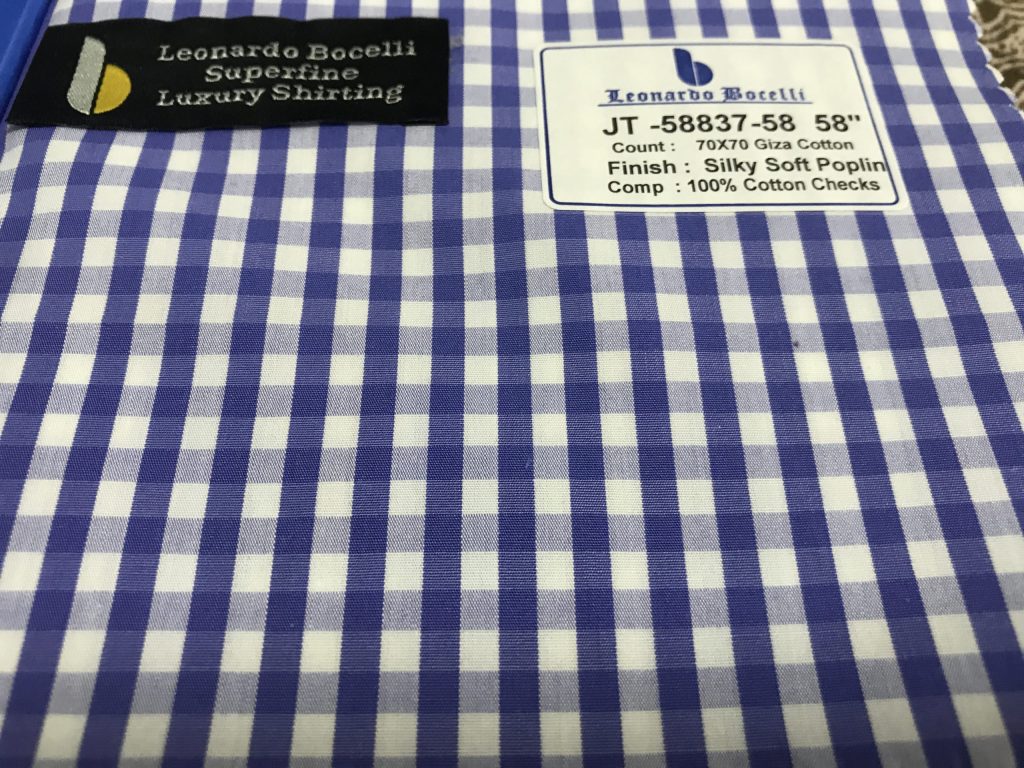 Leonardo Bocelli
Superfine
Luxury Shirting
Leonardo Bocelli
JT -58837-58 58"
Count : 70X70 Giza Cotton
Finish : Silky Soft Poplin
Comp : 100% Cotton Checks